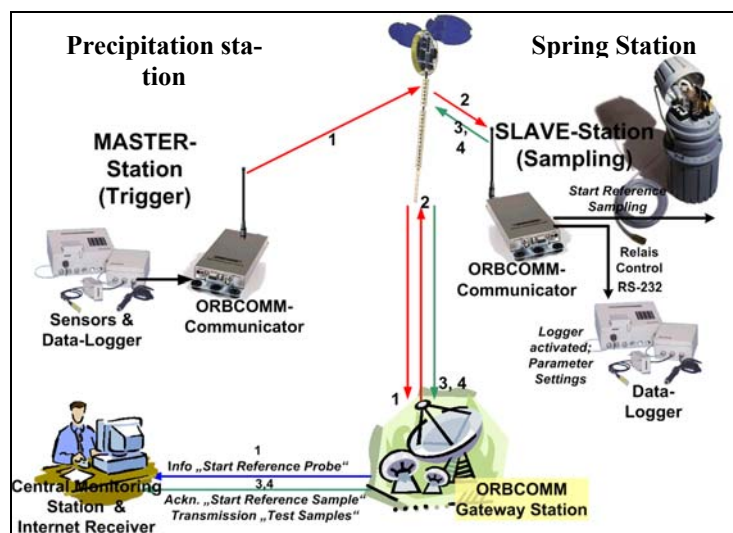 Precipitation sta-
tion
Spring Station
2
1
3,
4
MASTER-
Station
(Trigger)
SLAVE-Station
(Sampling)
Start Reference
Sampling
2
Relais
Control
RS-232
ORBCOMM-
Communicator
ORBCOMM-
Communicator
Sensors &
Data-Logger
Logger
activated;
Parameter
Settings
Data-
Logger
1
3, 4
1
Info „Start Reference Probe“
3,4
Ackn. „Start Reference Sample“
Transmission „Test Samples“
Central Monitoring
Station &
Internet Receiver
ORBCOMM
Gateway Station